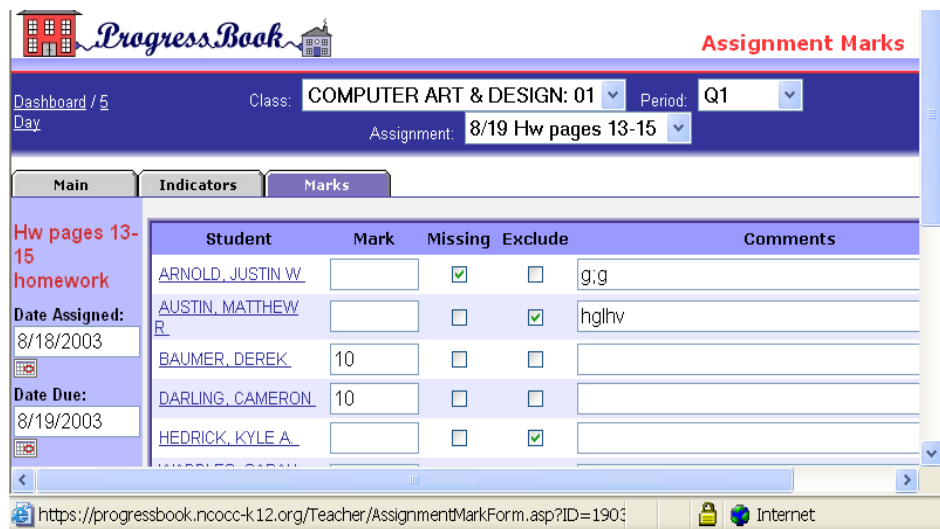 ProgressBook
Assignment Marks
Dashboard / 5 Day
Class: COMPUTER ART & DESIGN: 01 Period: Q1
Assignment: 8/19 Hw pages 13-15
Main Indicators Marks
Hw pages 13-
15
homework
Date Assigned:
8/18/2003
Date Due:
8/19/2003
Student Mark Missing Exclude Comments
ARNOLD, JUSTIN W. g;g
AUSTIN, MATTHEW
R. hglhv
BAUMER, DEREK 10
DARLING, CAMERON 10
HEDRICK, KYLE A.
https://progressbook.ncocc-k12.org/Teacher/AssignmentMarkForm.asp?ID=1903 Internet